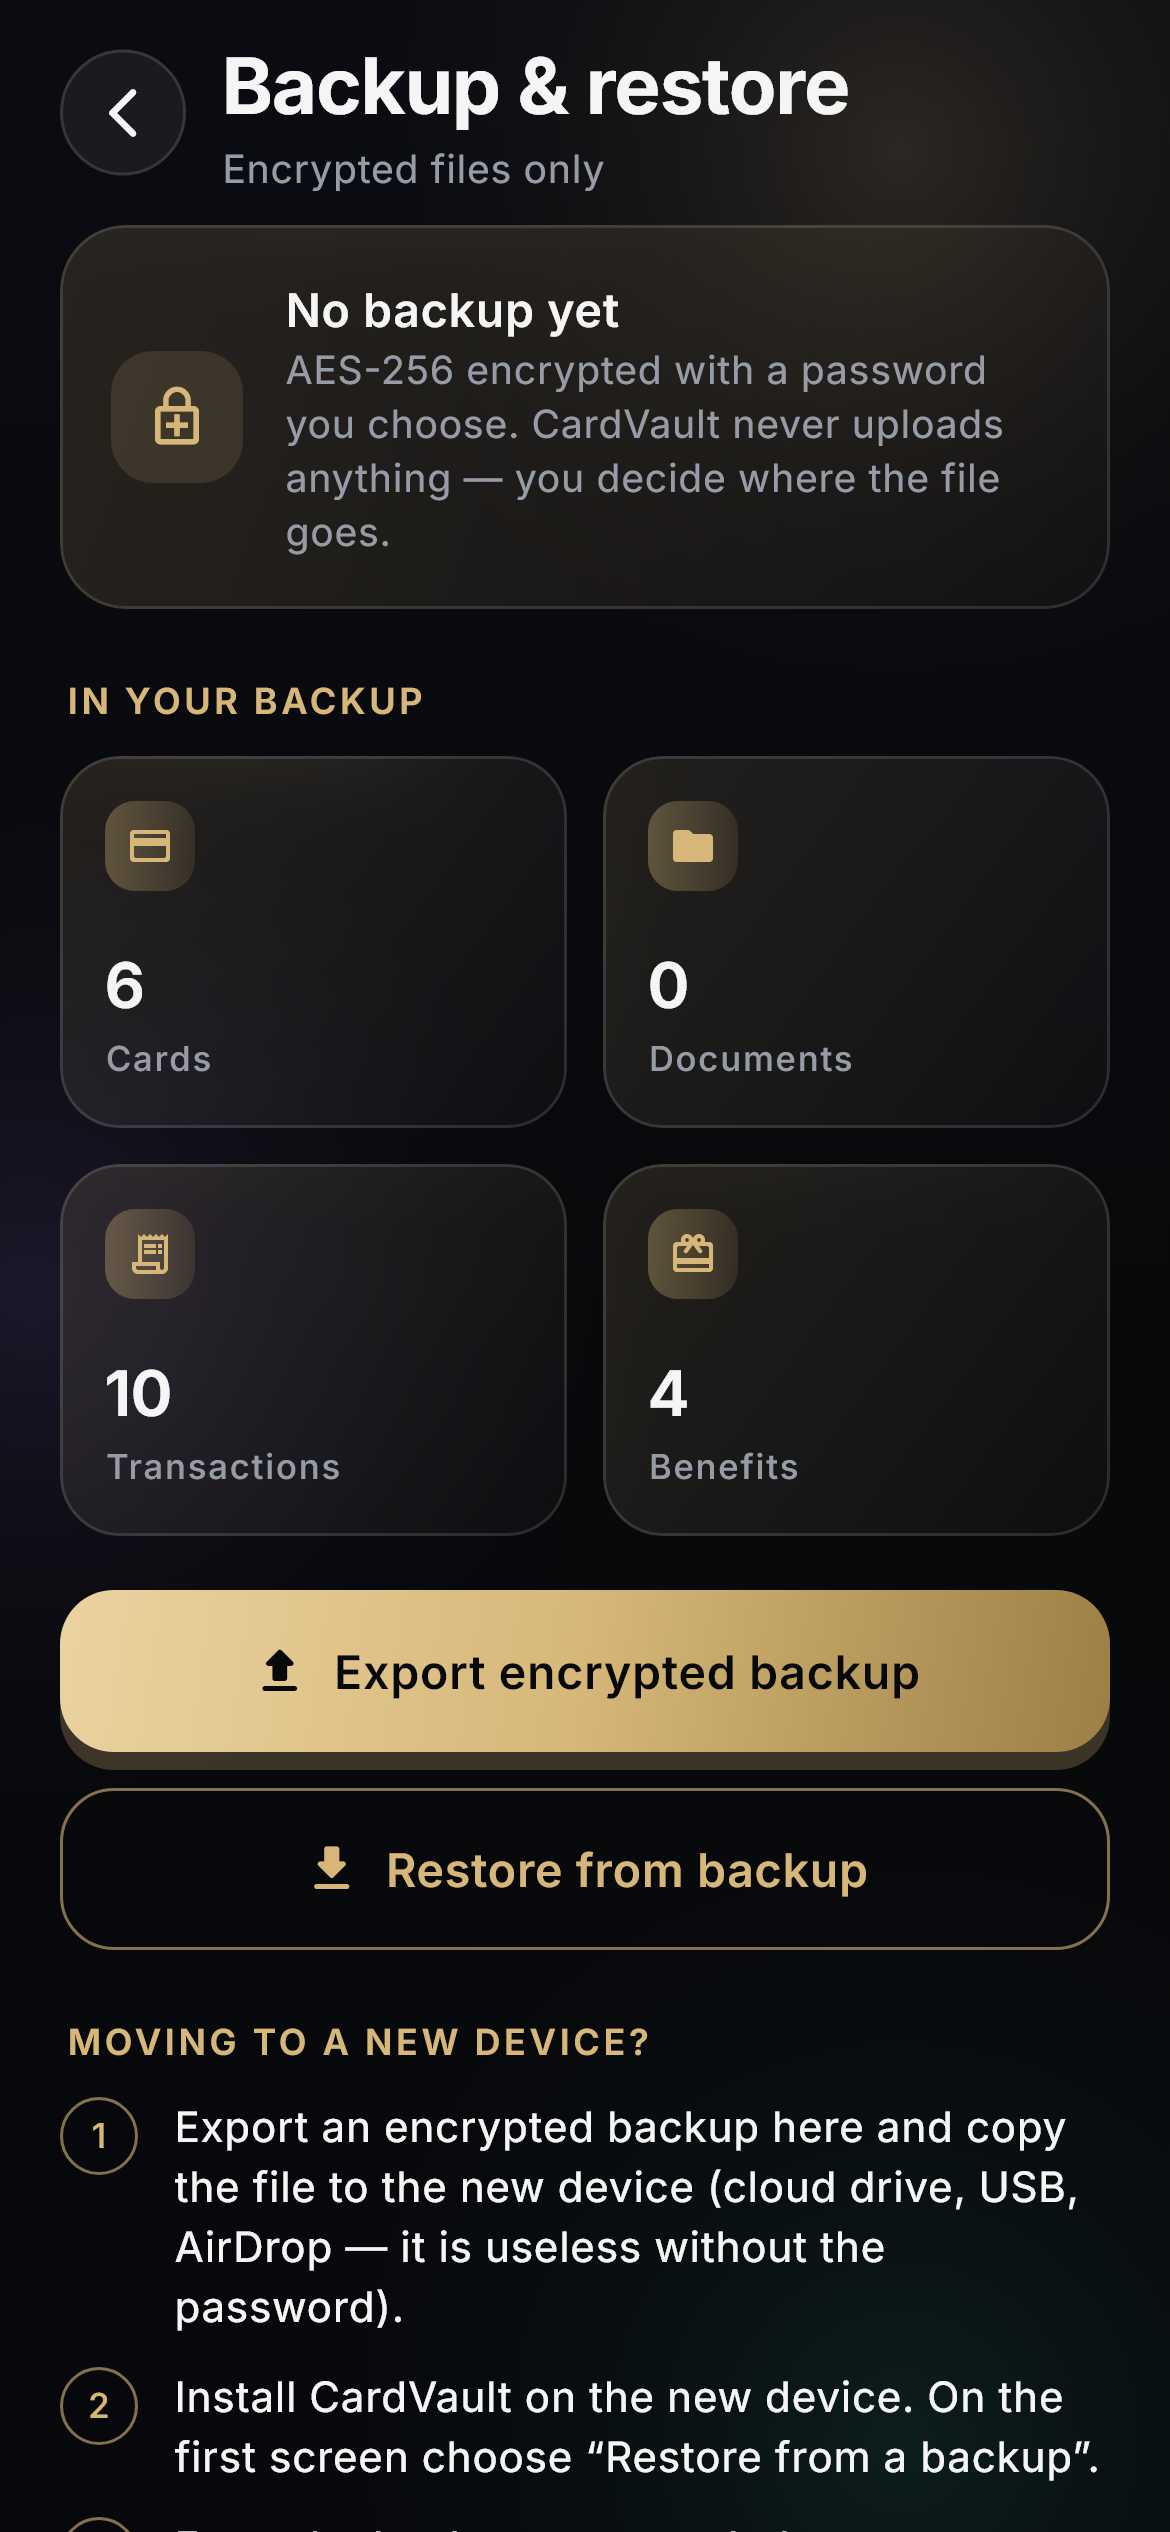 Backup & restore
Encrypted files only
No backup yet
AES-256 encrypted with a password
you choose. CardVault never uploads
anything — you decide where the file
goes.
IN YOUR BACKUP
6
Cards
0
Documents
10
Transactions
4
Benefits
Export encrypted backup
Restore from backup
MOVING TO A NEW DEVICE?
1
Export an encrypted backup here and copy
the file to the new device (cloud drive, USB,
AirDrop — it is useless without the
password).
2
Install CardVault on the new device. On the
first screen choose “Restore from a backup”.